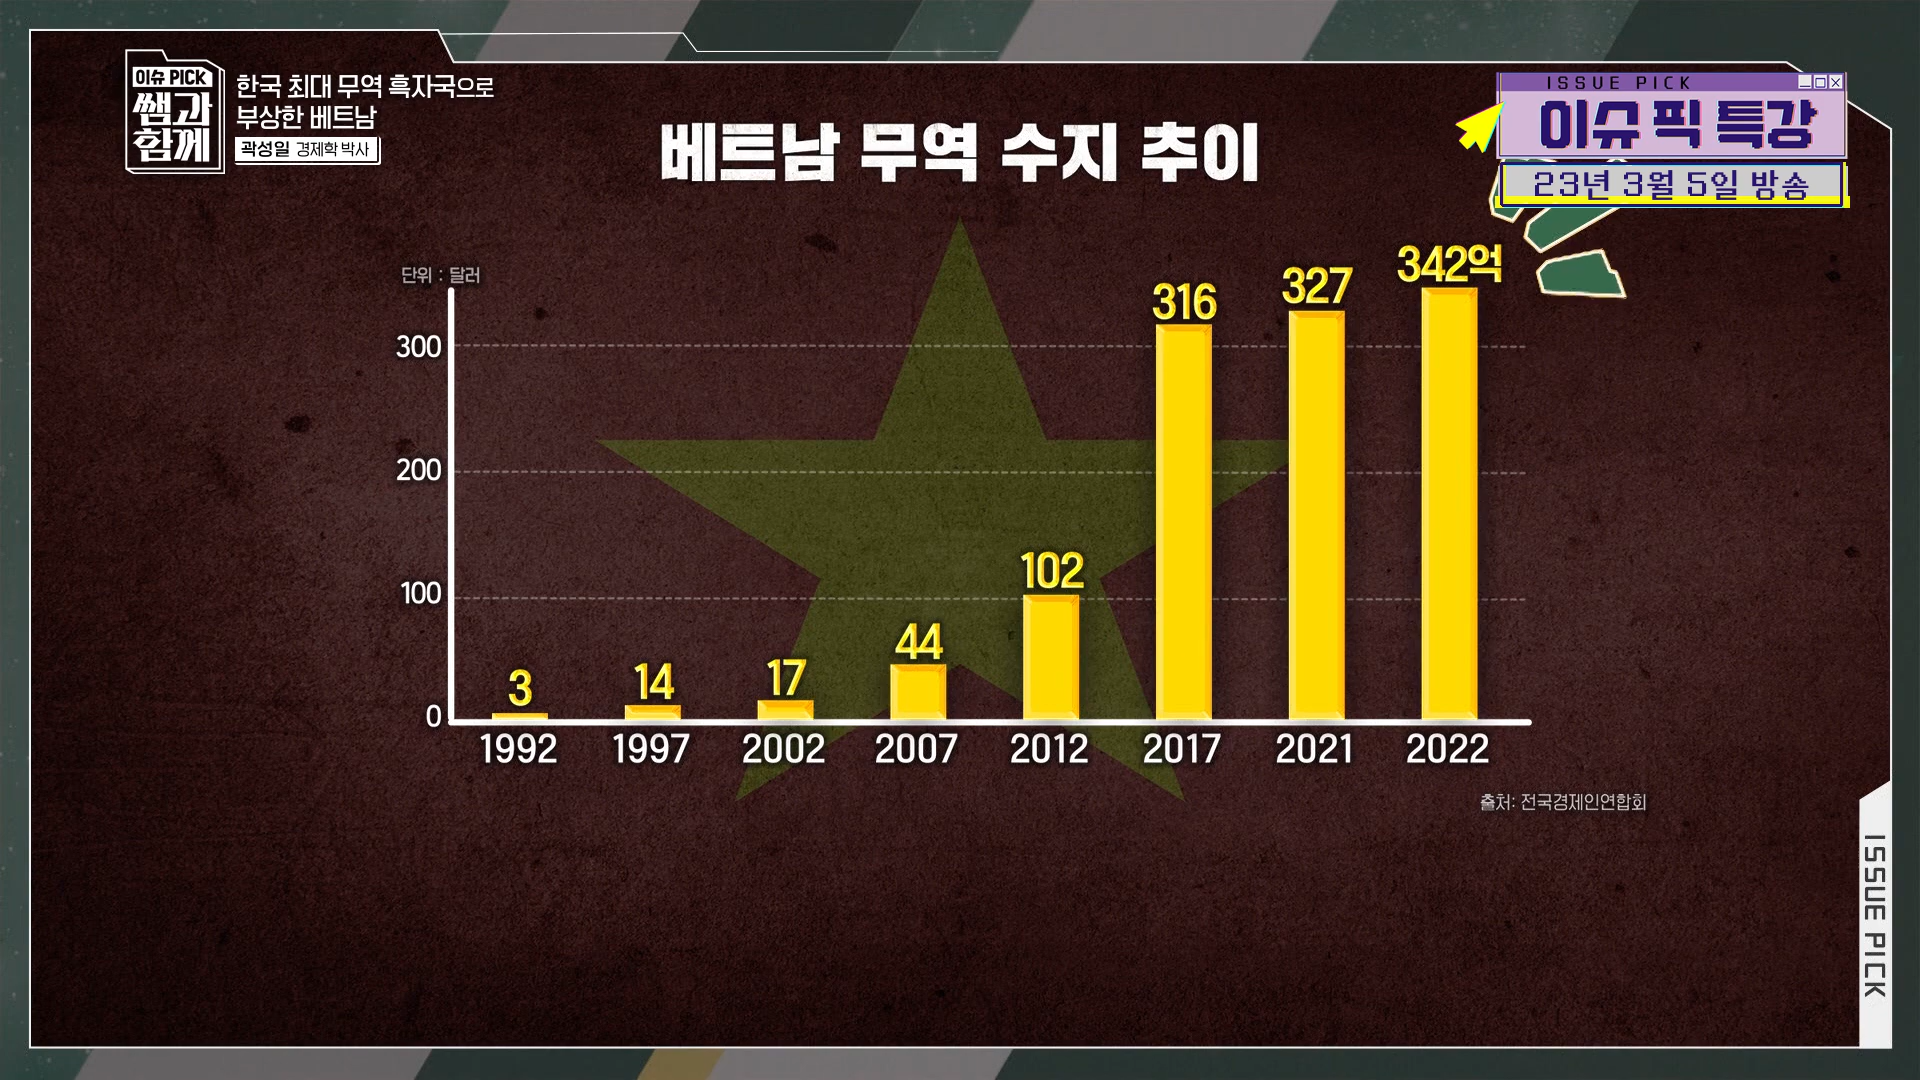 이슈 PICK
쌤과
함께
한국 최대 무역 흑자국으로
부상한 베트남
곽성일 경제학 박사
베트남 무역 수지 추이
ISSUE PICK
이슈 픽 특강
23년 3월 5일 방송
단위 : 달러
300
200
100
0
3
14
17
44
102
316
327
342억
1992
1997
2002
2007
2012
2017
2021
2022
출처: 전국경제인연합회
ISSUE PICK